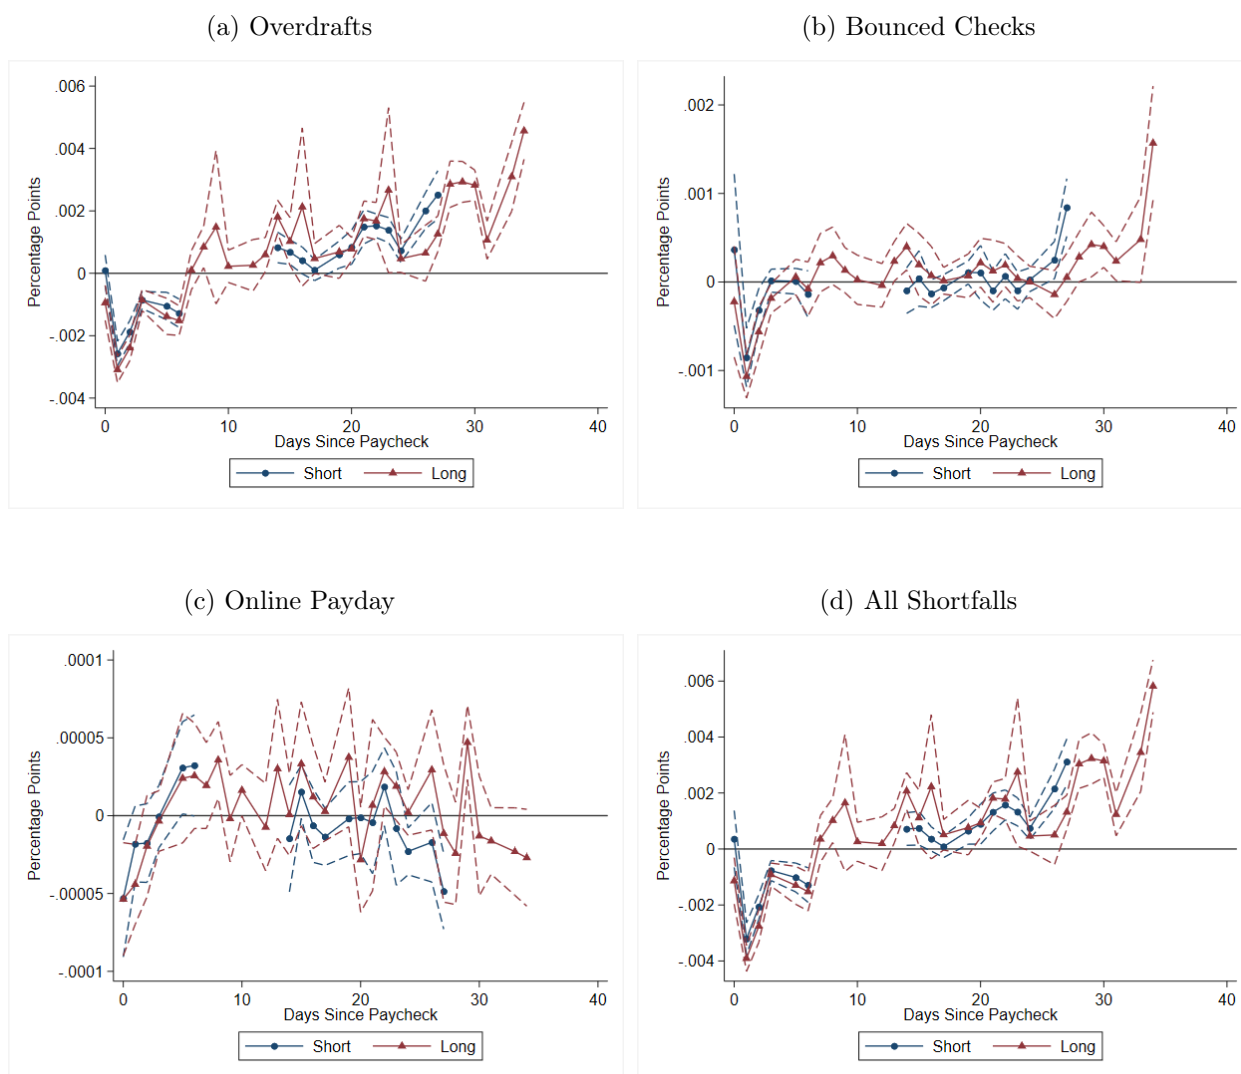 (a) Overdrafts
(b) Bounced Checks
.006
.004
.002
0
-.002
-.004
Percentage Points
0 10 20 30 40
Days Since Paycheck
Short Long
.002
.001
0
-.001
Percentage Points
0 10 20 30 40
Days Since Paycheck
Short Long
(c) Online Payday
(d) All Shortfalls
.0001
.00005
0
-.00005
-.0001
Percentage Points
0 10 20 30 40
Days Since Paycheck
Short Long
.006
.004
.002
0
-.002
-.004
Percentage Points
0 10 20 30 40
Days Since Paycheck
Short Long